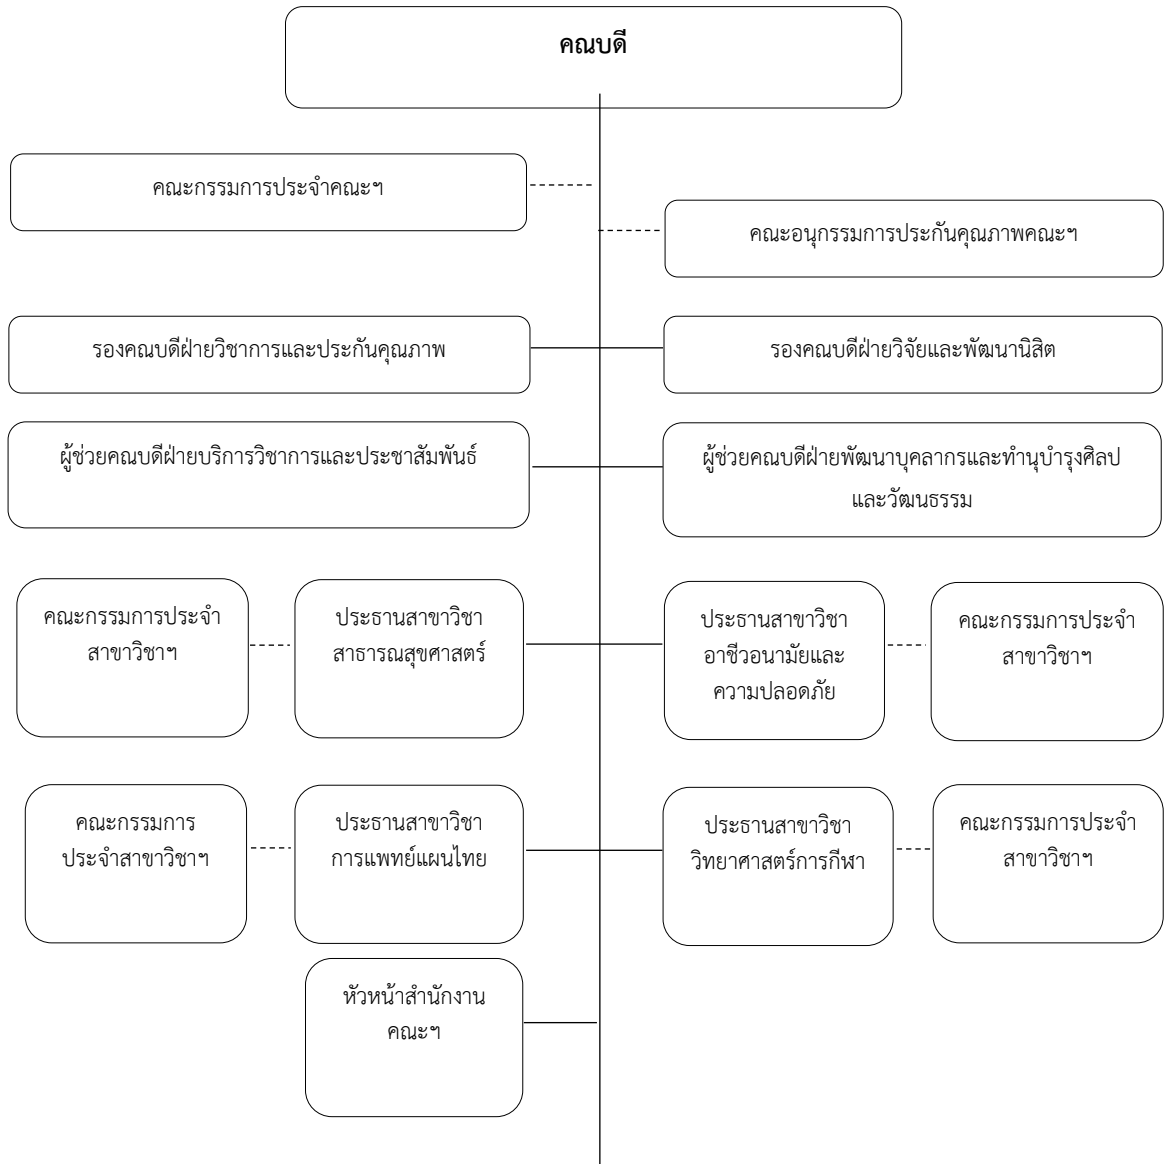 คณบดี
คณะกรรมการประจำคณะฯ
คณะอนุกรรมการประกันคุณภาพคณะฯ
รองคณบดีฝ่ายวิชาการและประกันคุณภาพ
รองคณบดีฝ่ายวิจัยและพัฒนานิสิต
ผู้ช่วยคณบดีฝ่ายบริการวิชาการและประชาสัมพันธ์
ผู้ช่วยคณบดีฝ่ายพัฒนาบุคลากรและทำนุบำรุงศิลป
และวัฒนธรรม
คณะกรรมการประจำ
สาขาวิชาฯ
ประธานสาขาวิชา
สาธารณสุขศาสตร์
ประธานสาขาวิชา
อาชีวอนามัยและ
ความปลอดภัย
คณะกรรมการประจำ
สาขาวิชาฯ
คณะกรรมการ
ประจำสาขาวิชาฯ
ประธานสาขาวิชา
การแพทย์แผนไทย
ประธานสาขาวิชา
วิทยาศาสตร์การกีฬา
คณะกรรมการประจำ
สาขาวิชาฯ
หัวหน้าสำนักงาน
คณะฯ